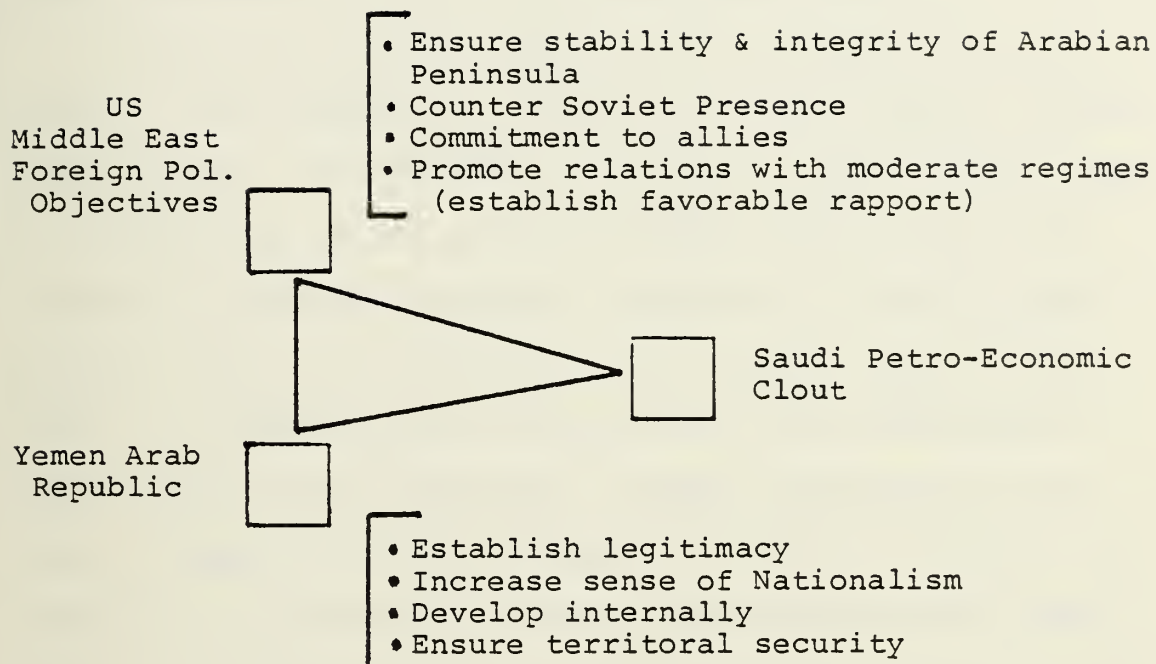 US
Middle East
Foreign Pol.
Objectives
• Ensure stability & integrity of Arabian
Peninsula
• Counter Soviet Presence
• Commitment to allies
• Promote relations with moderate regimes
(establish favorable rapport)
Saudi Petro-Economic
Clout
Yemen Arab
Republic
• Establish legitimacy
• Increase sense of Nationalism
• Develop internally
• Ensure territoral security